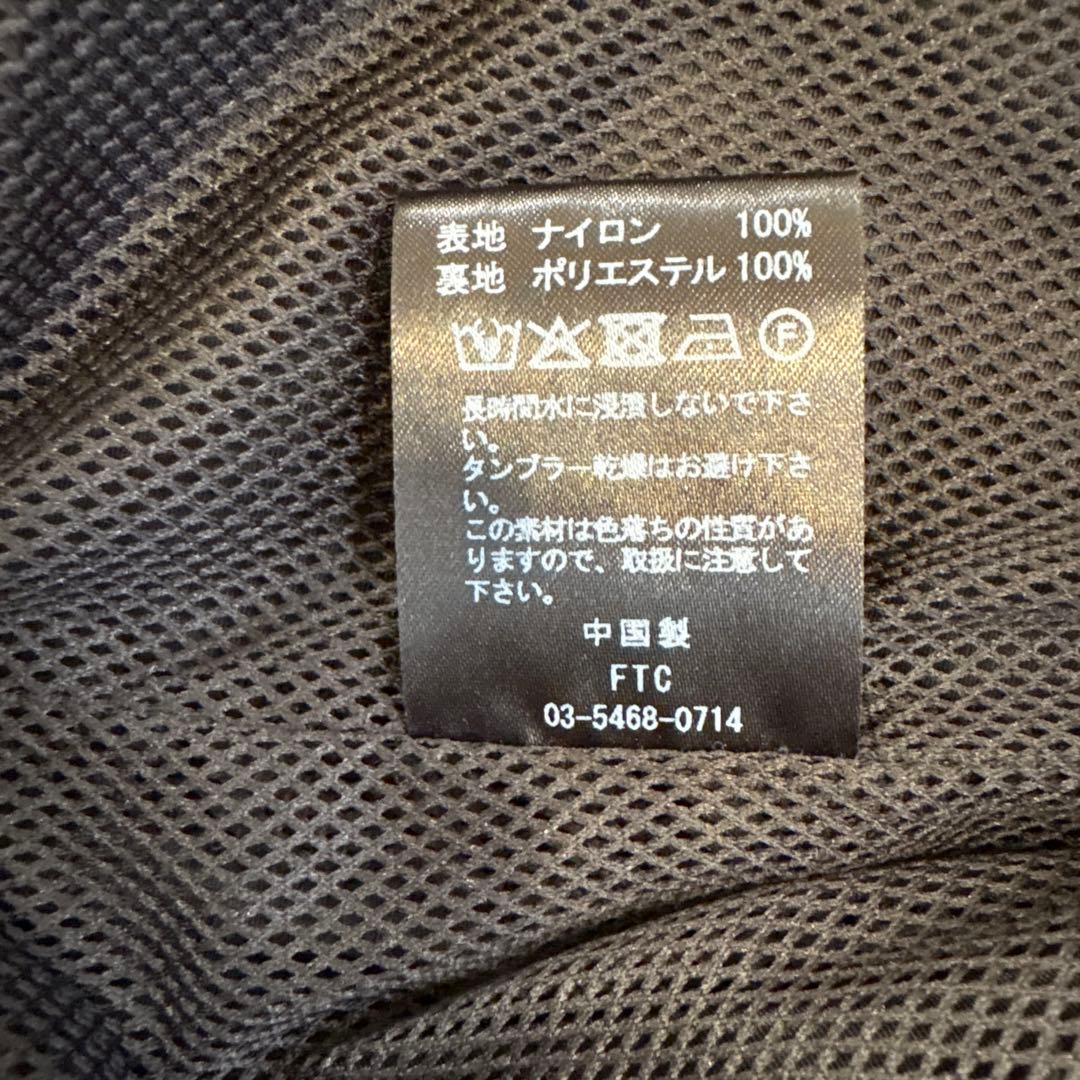 表地 ナイロン 100%
裏地 ポリエステル 100%
F
長時間水に浸漬しないで下さ
い。
タンブラー乾燥はお避け下さ
い。
この素材は色落ちの性質があ
りますので、取扱に注意して
下さい。
中国製
FTC
03-5468-0714